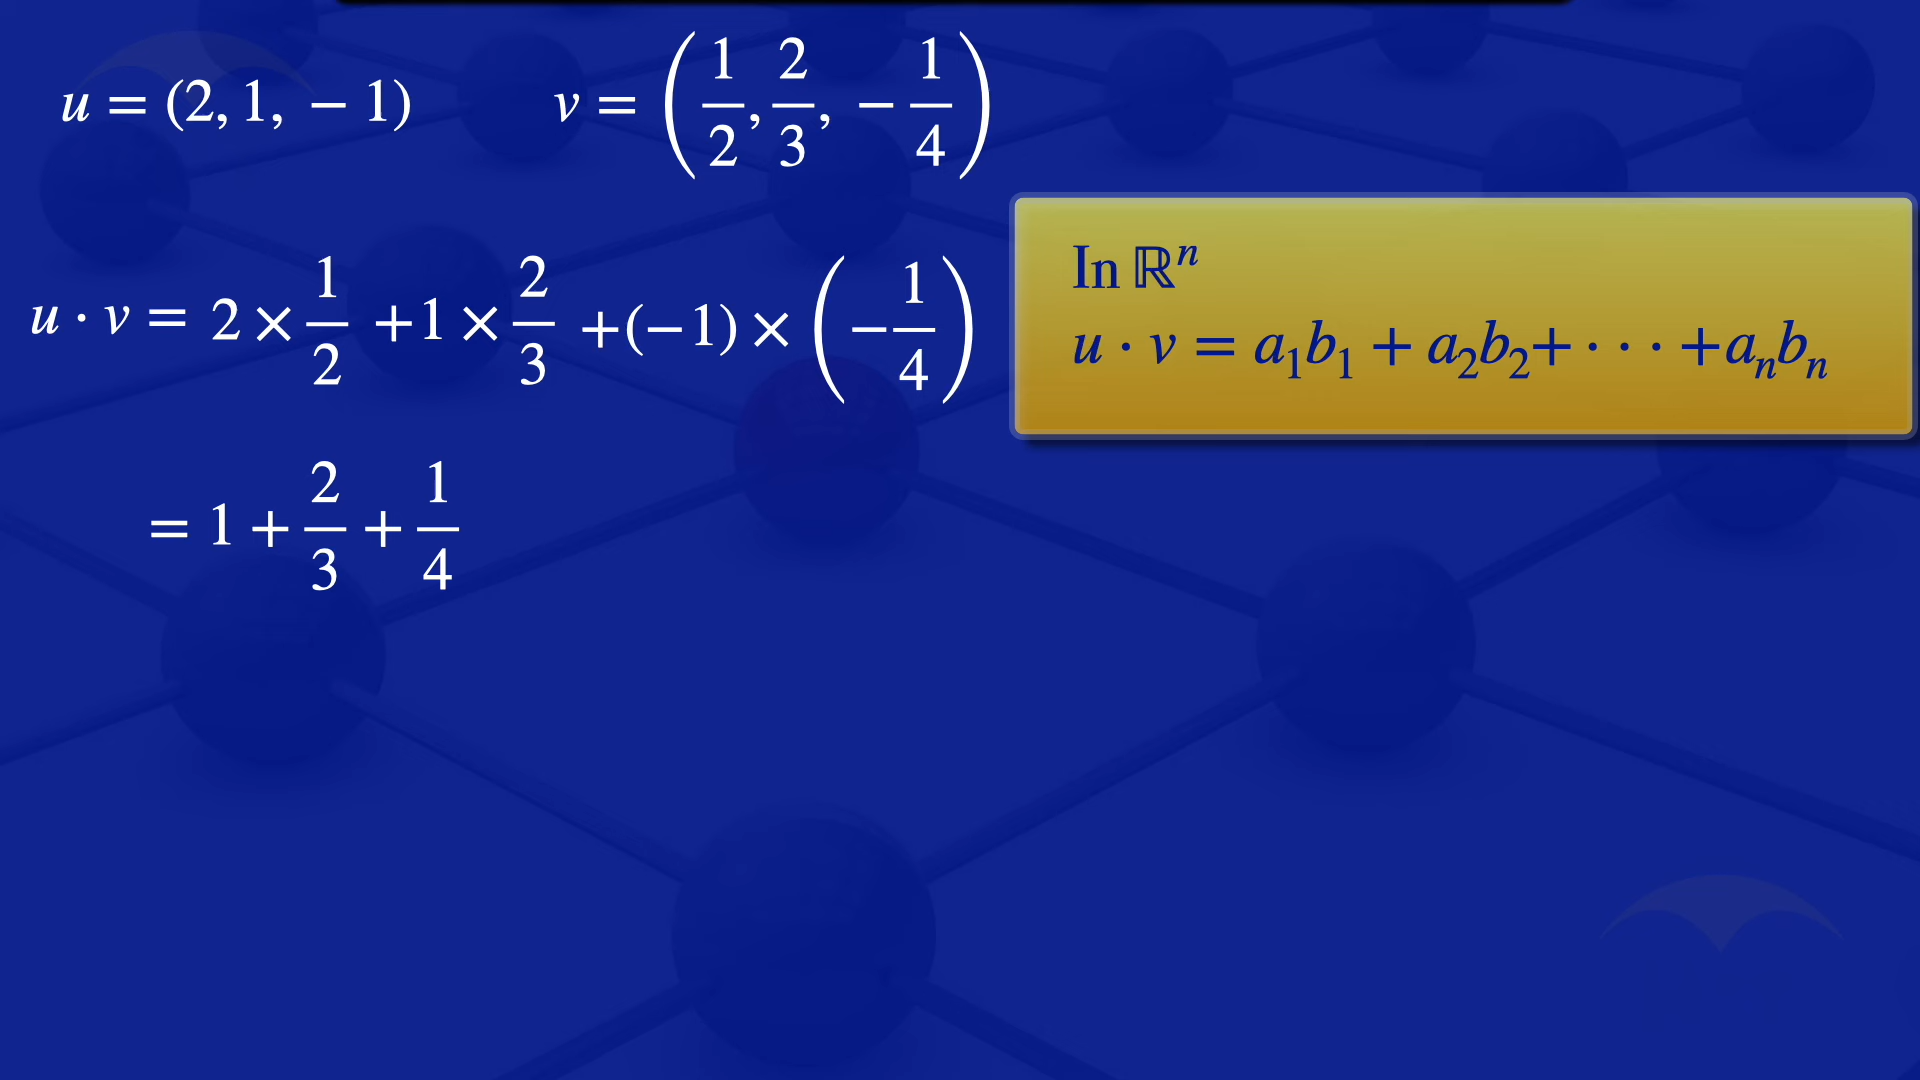 u = (2, 1, − 1) v = (1/2, 2/3, − 1/4)
u · v = 2 × 1/2 +1 × 2/3 +(−1) × (−1/4)
In ℝⁿ
u · v = a₁b₁ + a₂b₂+ · · · +aₙbₙ
= 1 + 2/3 + 1/4